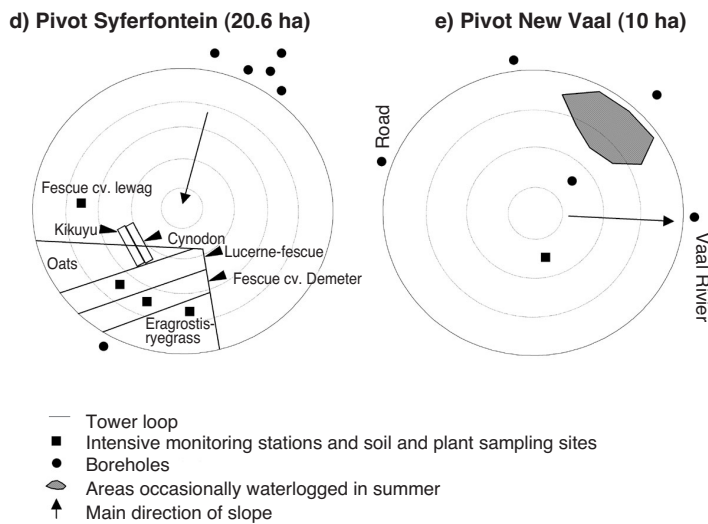 d) Pivot Syferfontein (20.6 ha)
e) Pivot New Vaal (10 ha)
Fescue cv. lewag
Kikuyu
Cynodon
Oats
Lucerne-fescue
Fescue cv. Demeter
Eragrostis-
ryegrass
Road
Vaal Rivier
Tower loop
Intensive monitoring stations and soil and plant sampling sites
Boreholes
Areas occasionally waterlogged in summer
Main direction of slope